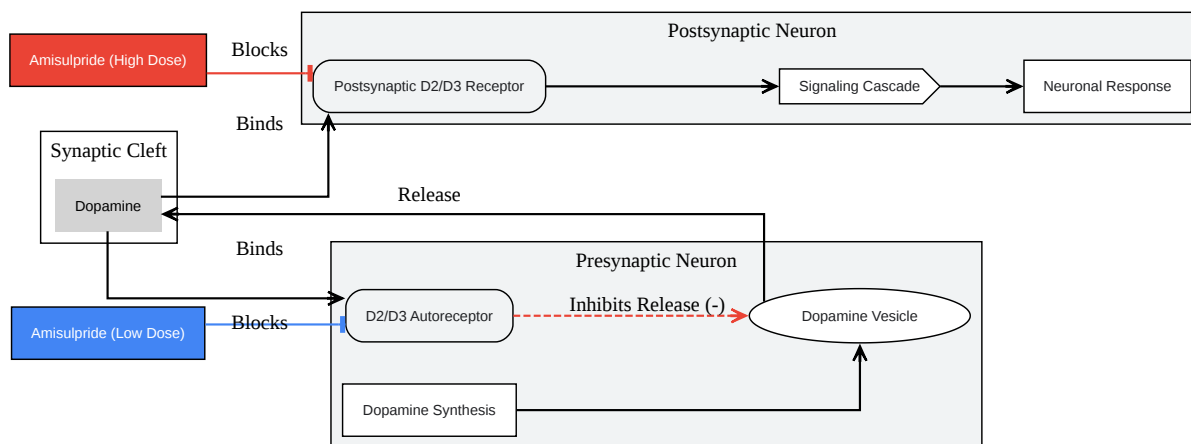 Postsynaptic Neuron
Amisulpride (High Dose)
Blocks
Postsynaptic D2/D3 Receptor
Signaling Cascade
Neuronal Response
Binds
Synaptic Cleft
Dopamine
Release
Binds
Presynaptic Neuron
Amisulpride (Low Dose)
Blocks
D2/D3 Autoreceptor
Inhibits Release (-)
Dopamine Vesicle
Dopamine Synthesis